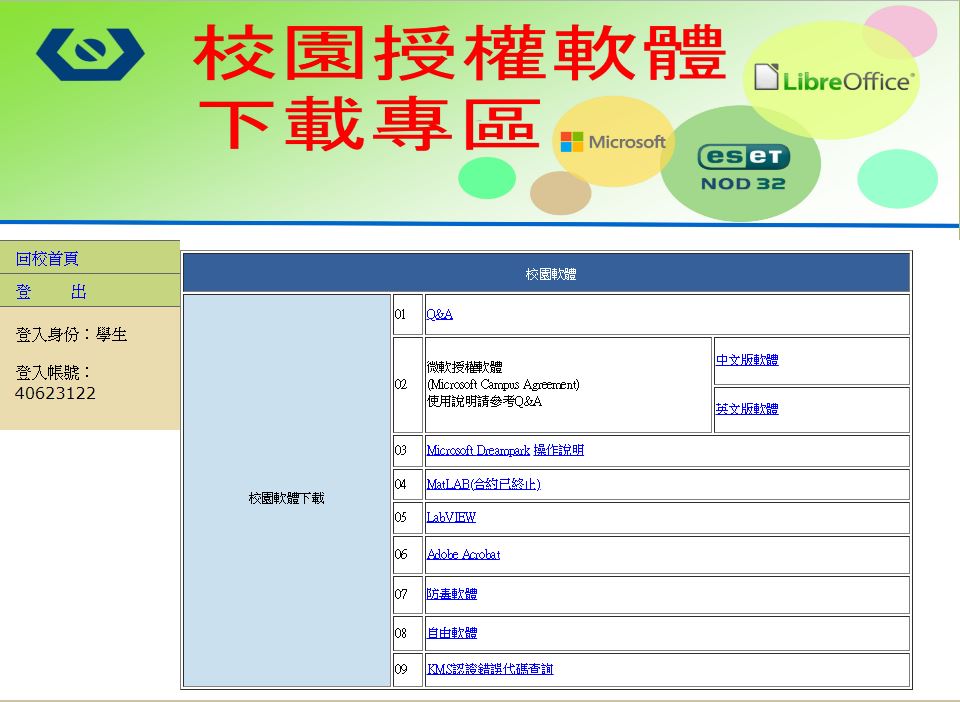 校園授權軟體
下載專區
LibreOffice
Microsoft
eseT
NOD 32
回校首頁
登 出
登入身份：學生
登入帳號：
40623122
校園軟體
校園軟體下載
01 Q&A
02 微軟授權軟體
(Microsoft Campus Agreement)
使用說明請參考Q&A
中文版軟體
英文版軟體
03 Microsoft Dreampark 操作說明
04 MatLAB(合約已終止)
05 LabVIEW
06 Adobe Acrobat
07 防毒軟體
08 自由軟體
09 KMS認證錯誤代碼查詢